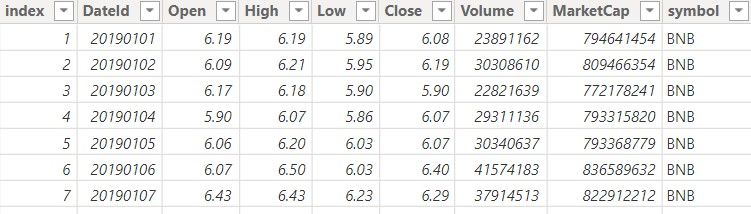 index DateId Open High Low Close Volume MarketCap symbol
1 20190101 6.19 6.19 5.89 6.08 23891162 794641454 BNB
2 20190102 6.09 6.21 5.95 6.19 30308610 809466354 BNB
3 20190103 6.17 6.18 5.90 5.90 22821639 772178241 BNB
4 20190104 5.90 6.07 5.86 6.07 29311136 793315820 BNB
5 20190105 6.06 6.20 6.03 6.07 30340637 793368779 BNB
6 20190106 6.07 6.50 6.03 6.40 41574183 836589632 BNB
7 20190107 6.43 6.43 6.23 6.29 37914513 822912212 BNB